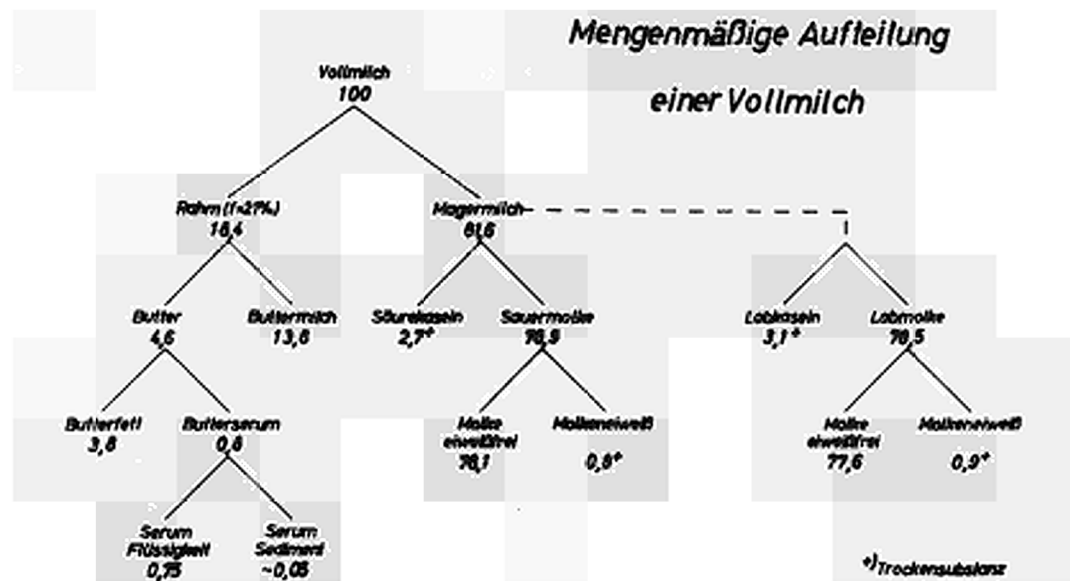 Mengenmäßige Aufteilung
einer Vollmilch
Vollmilch
100
Rahm (f=21%)
18,4
Magermilch
81,6
Butter
4,6
Buttermilch
13,8
Säurekasein
2,7+
Sauermolke
78,9
Labkasein
3,1+
Labmolke
78,5
Butterfett
3,8
Butterserum
0,8
Molke
eiweißfrei
78,1
Molkeneiweiß
0,8+
Molke
eiweißfrei
77,6
Molkeneiweiß
0,9+
Serum
Flüssigkeit
0,75
Serum
Sediment
~0,05
+)Trockensubstanz